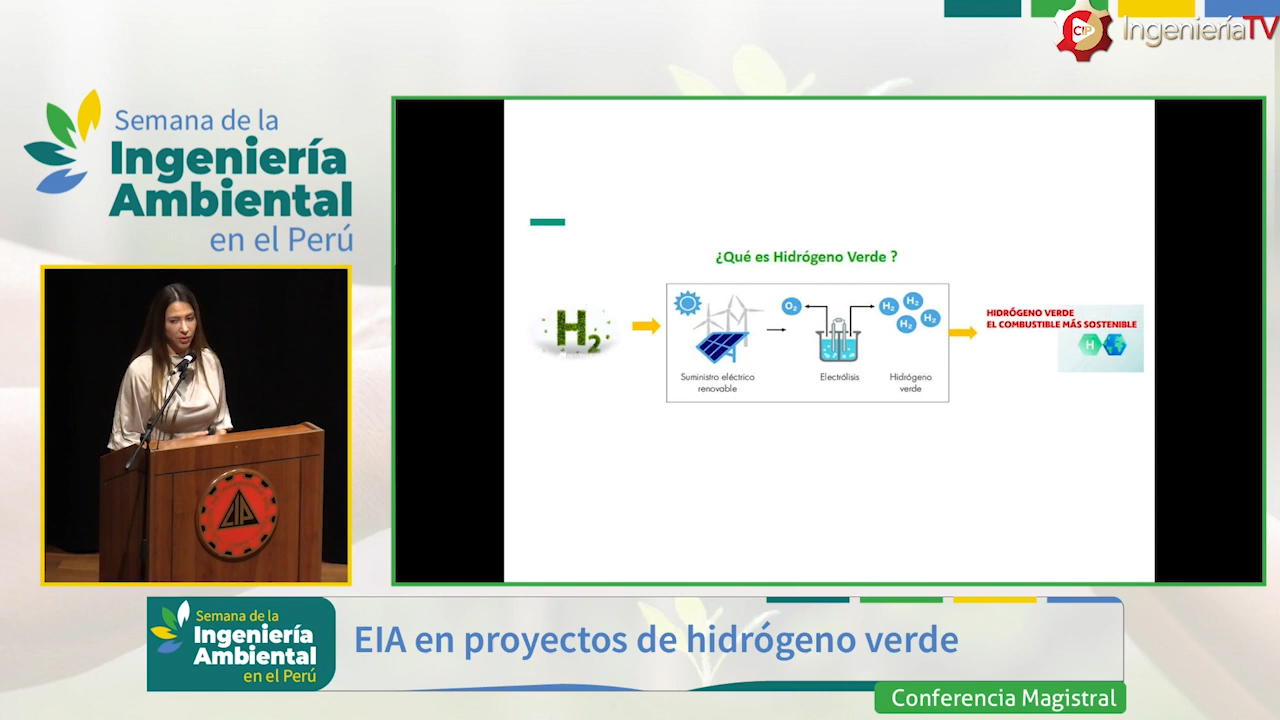 IngenieríaTV
CIP
Semana de la
Ingeniería
Ambiental
en el Perú
¿Qué es Hidrógeno Verde ?
H2
O₂
H₂
H₂
H₂
H₂
Suministro eléctrico
renovable
Electrólisis
Hidrógeno
verde
HIDRÓGENO VERDE
EL COMBUSTIBLE MÁS SOSTENIBLE
H
CIP
Semana de la
Ingeniería
Ambiental
en el Perú
EIA en proyectos de hidrógeno verde
Conferencia Magistral